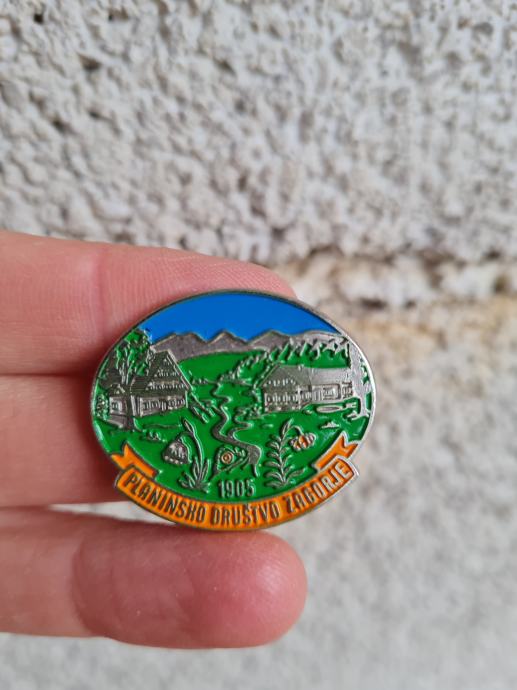 1905
PLANINSKO DRUŠTVO ZAGORJE